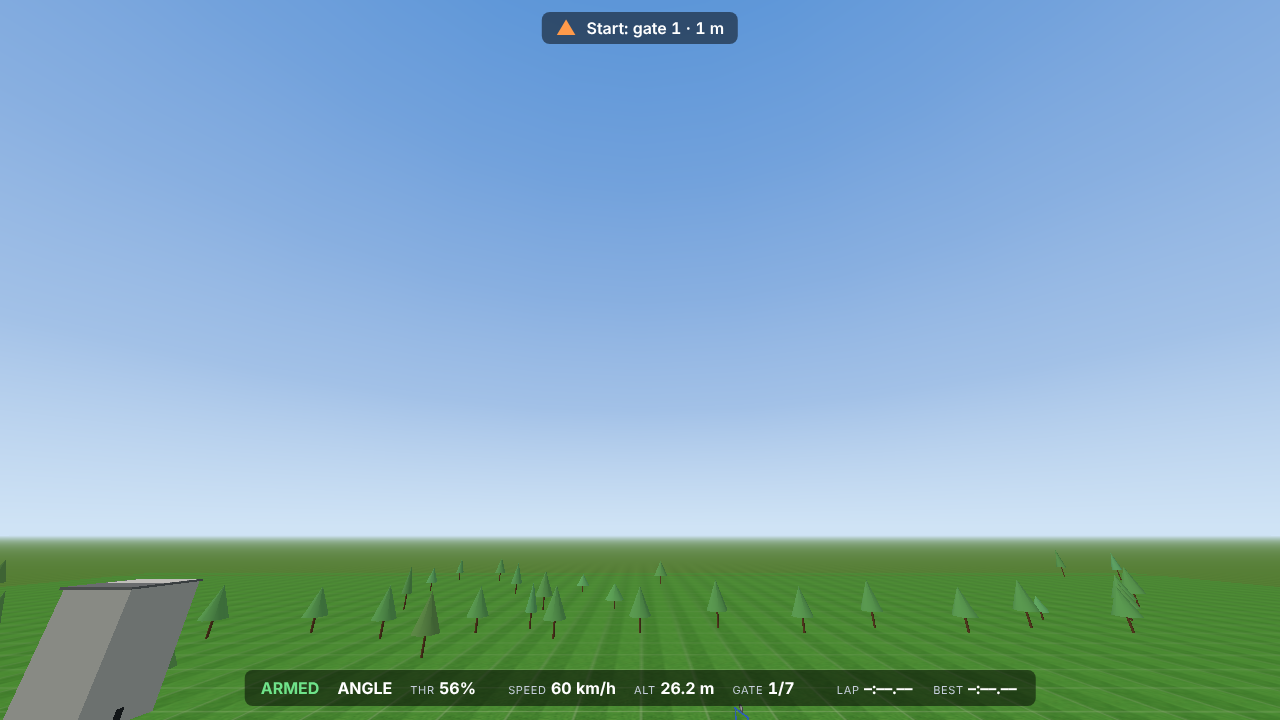 Start: gate 1 · 1 m
ARMED ANGLE THR 56% SPEED 60 km/h ALT 26.2 m GATE 1/7 LAP –:––.–– BEST –:––.––